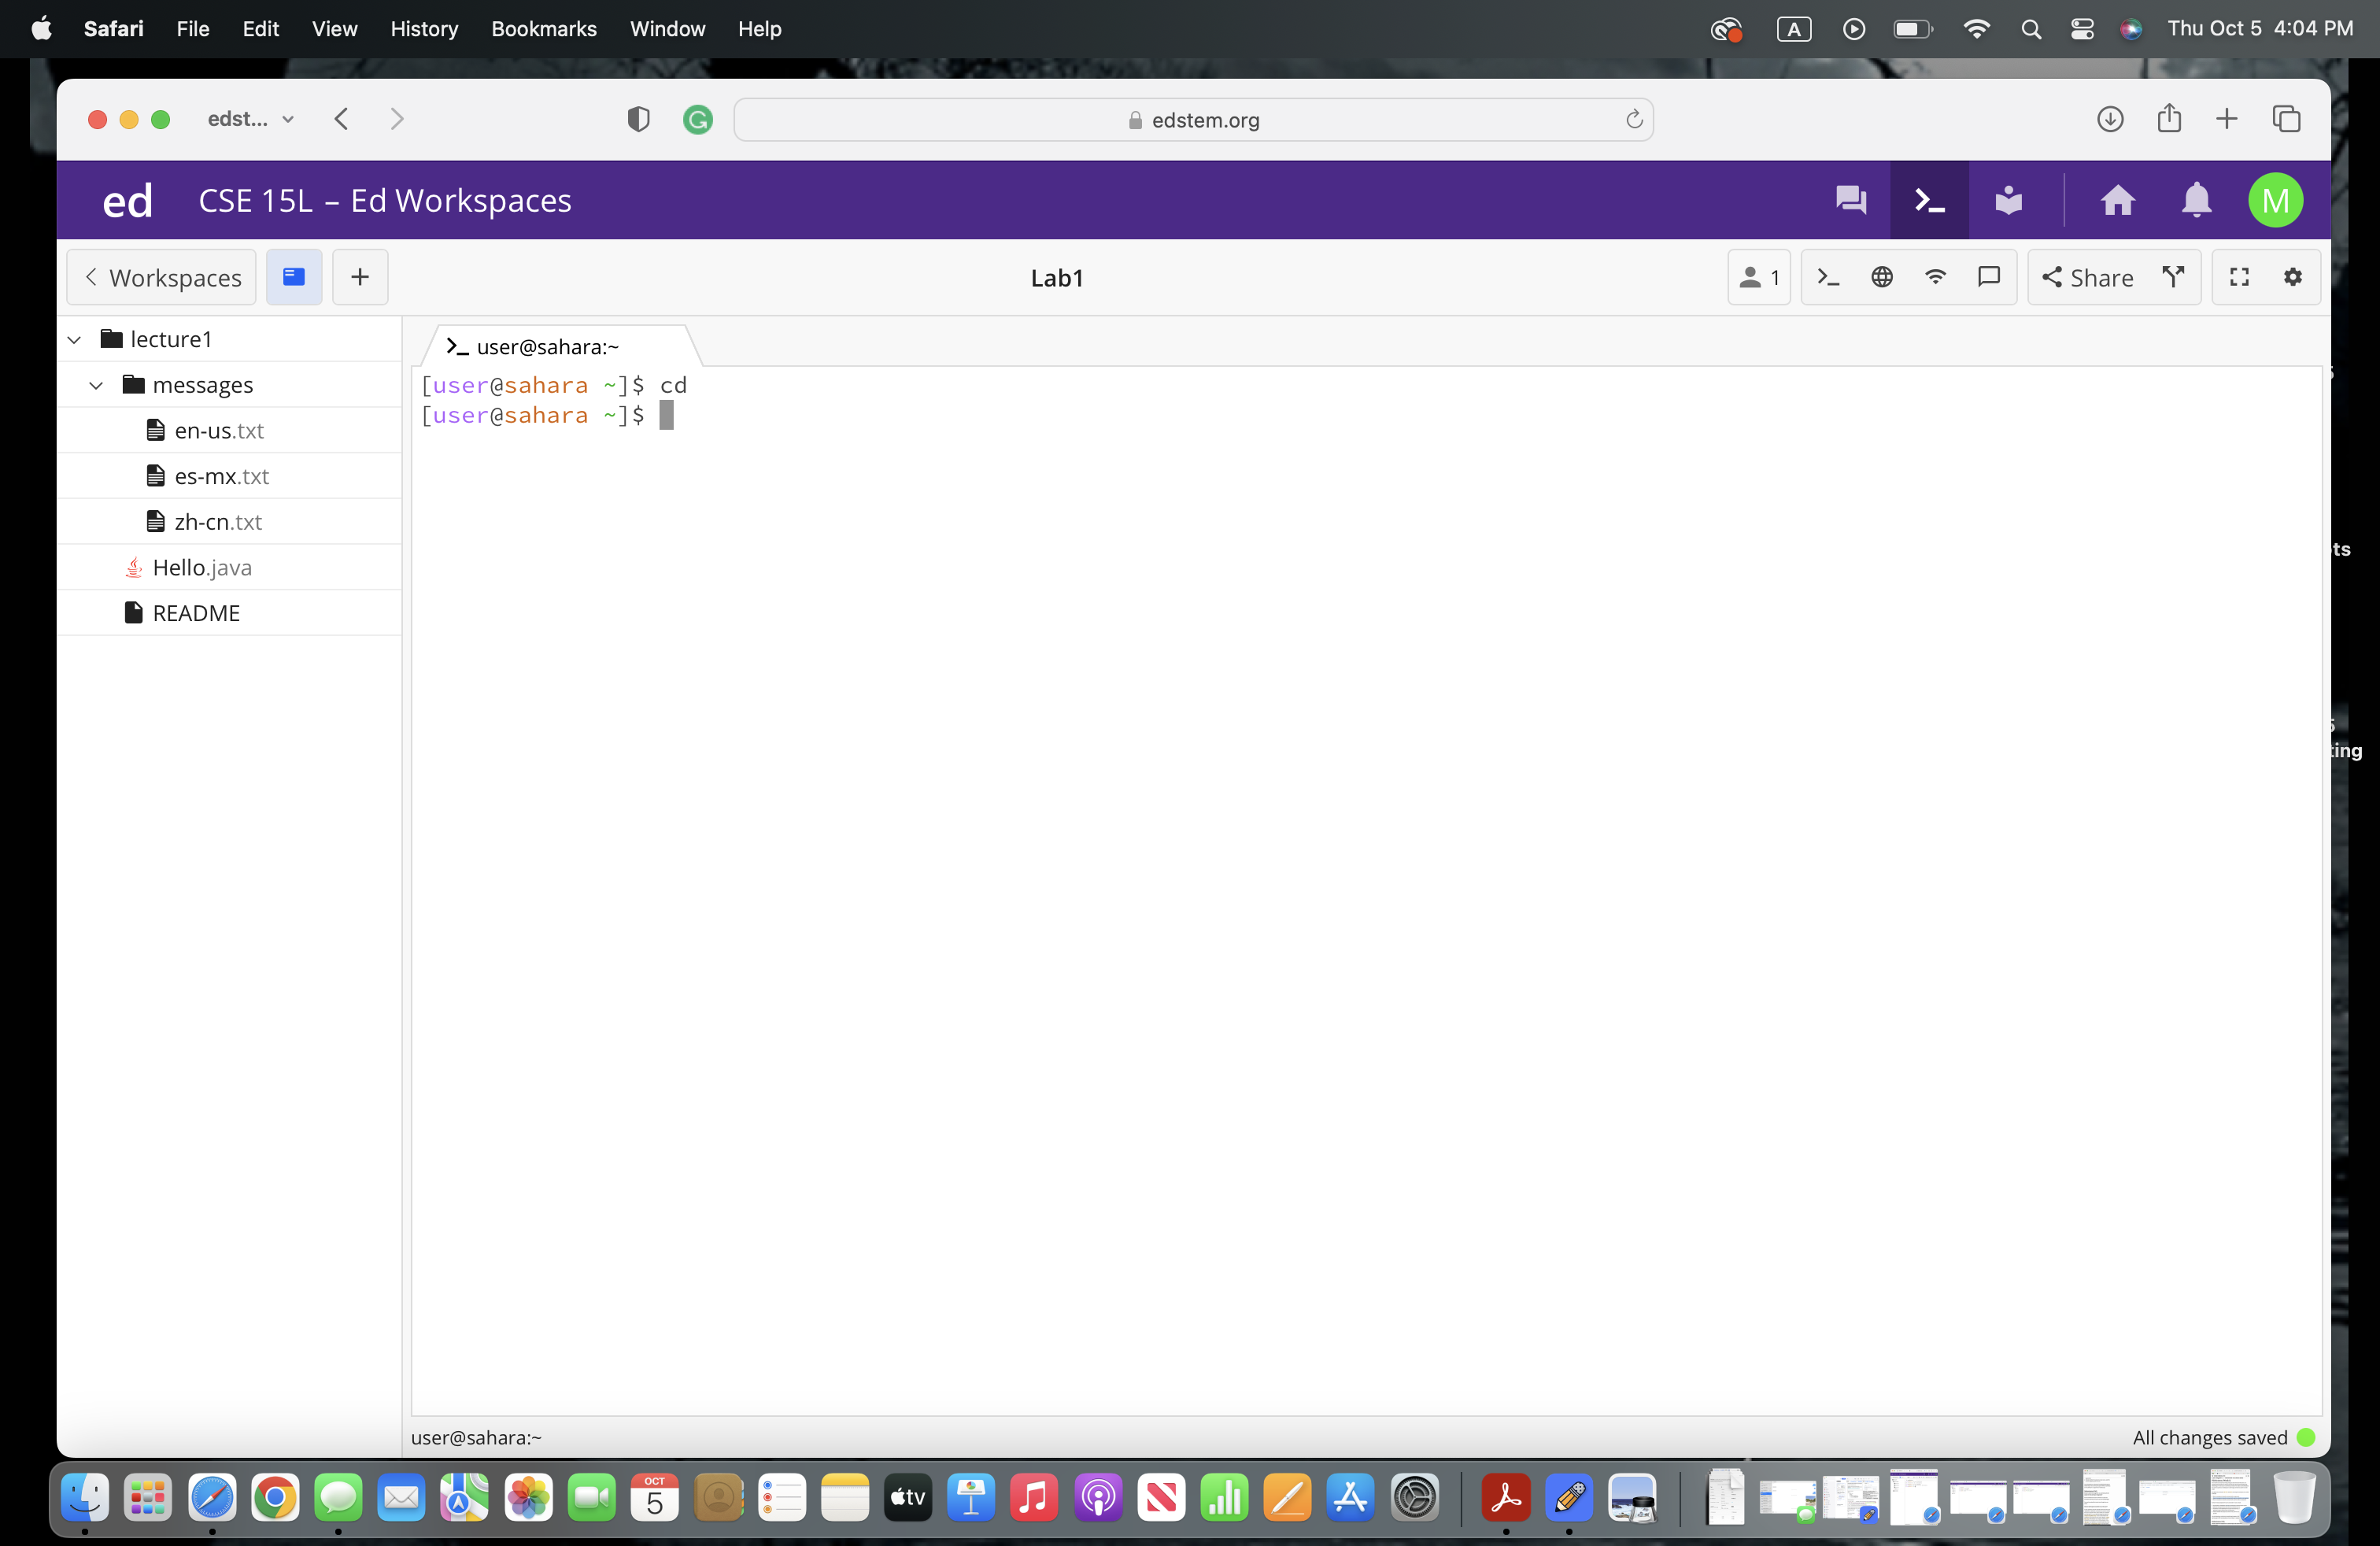 Safari File Edit View History Bookmarks Window Help A Thu Oct 5 4:04 PM
edst... edstem.org
ed CSE 15L – Ed Workspaces M
Workspaces + Lab1 1 Share
lecture1
messages
en-us.txt
es-mx.txt
zh-cn.txt
Hello.java
README
user@sahara:~
[user@sahara ~]$ cd
[user@sahara ~]$
ts
ting
user@sahara:~ All changes saved
OCT
5
tv